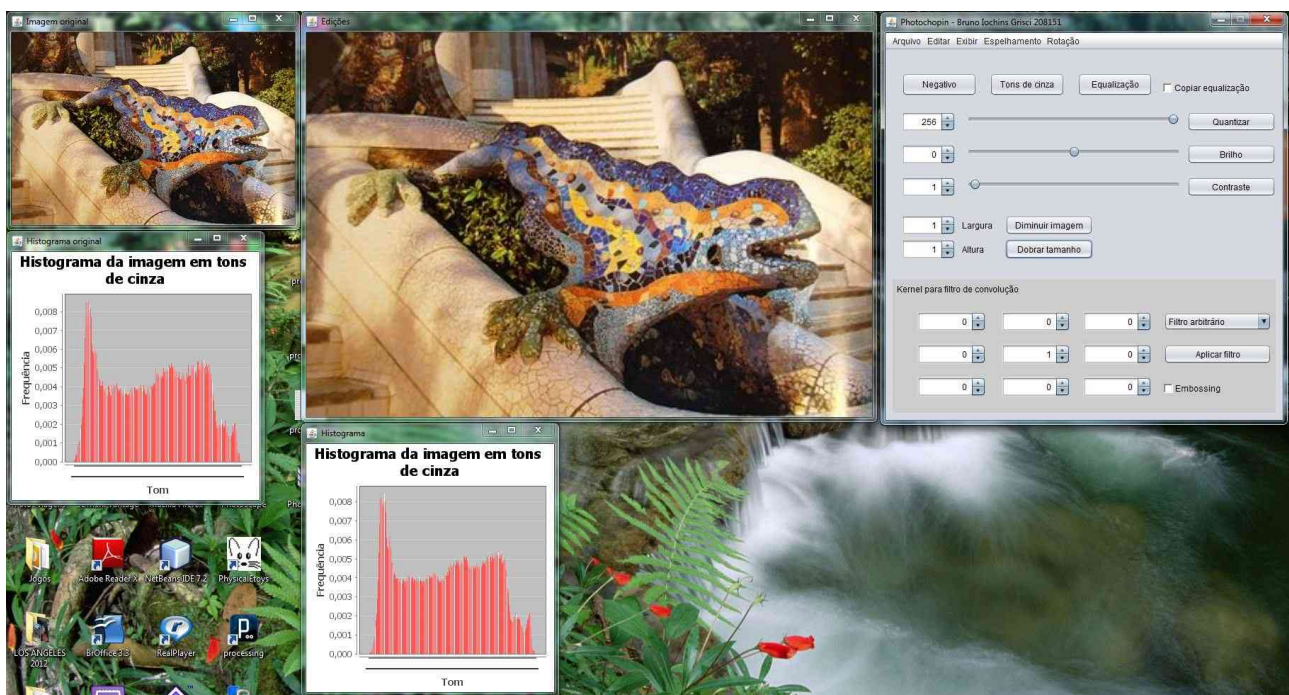 Imagem original
Edições
Photochopin - Bruno Iochins Grisci 208151
Arquivo Editar Exibir Espelhamento Rotação
Negativo
Tons de cinza
Equalização
Copiar equalização
256
Quantizar
0
Brilho
1
Contraste
1
Largura
Diminuir imagem
1
Altura
Dobrar tamanho
Kernel para filtro de convolução
0 0 0
Filtro arbitrário
0 1 0
Aplicar filtro
0 0 0
Embossing
Histograma original
Histograma da imagem em tons
de cinza
Frequência
0,008
0,007
0,006
0,005
0,004
0,003
0,002
0,001
0,000
Tom
Histograma
Histograma da imagem em tons
de cinza
Frequência
0,008
0,007
0,006
0,005
0,004
0,003
0,002
0,001
0,000
Tom
Jogos
Adobe Reader X
NetBeans IDE 7.2
PhysicalEtoys
LOS ANGELES
2012
BrOffice 3.3
RealPlayer
processing